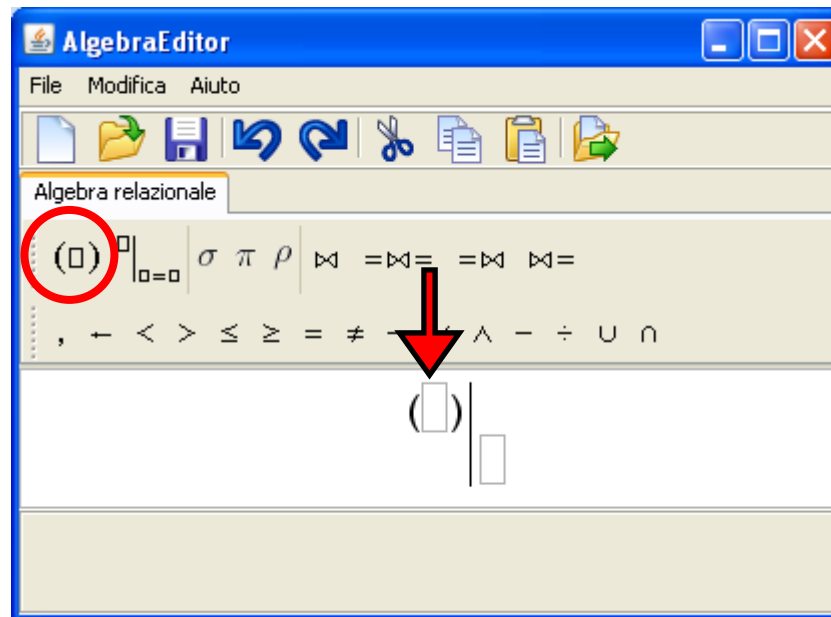 AlgebraEditor
File Modifica Aiuto
Algebra relazionale
(□) □|□=□ σ π ρ ⋈ =⋈= =⋈ ⋈=
, ← < > ≤ ≥ = ≠ ∧ − ÷ ∪ ∩
(□)|□